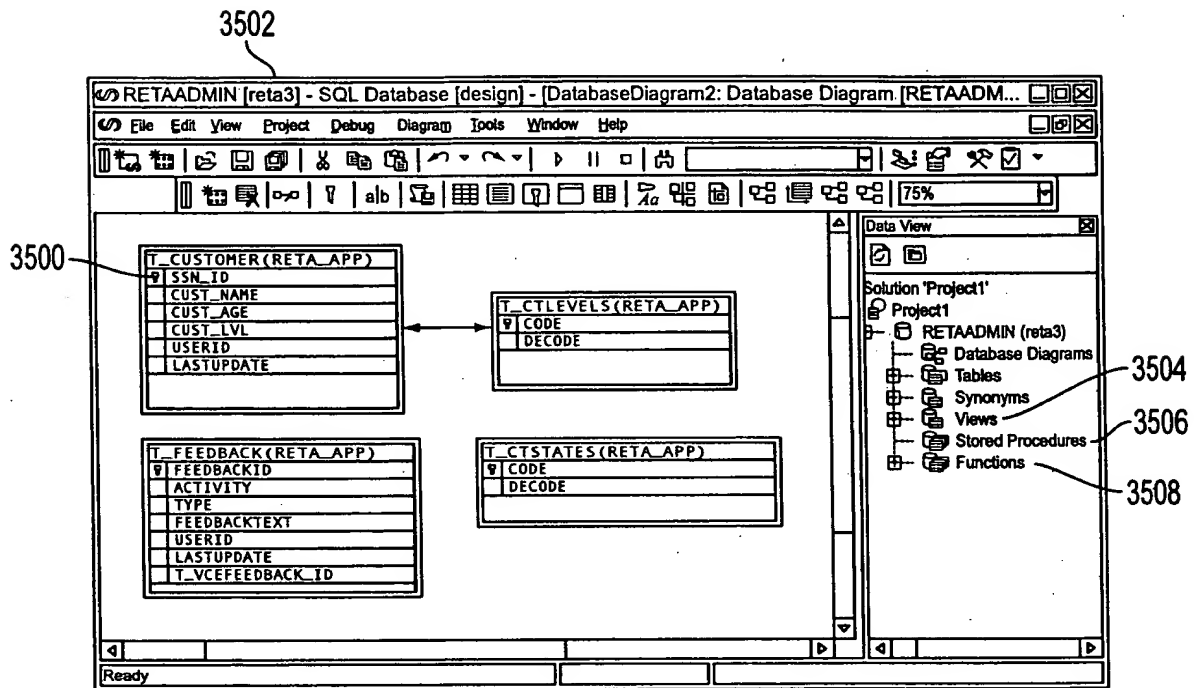 3502
RETAADMIN [reta3] - SQL Database [design] - [DatabaseDiagram2: Database Diagram [RETAADM...
File Edit View Project Debug Diagram Tools Window Help
a|b Aa 75%
3500
T_CUSTOMER(RETA_APP)
SSN_ID
CUST_NAME
CUST_AGE
CUST_LVL
USERID
LASTUPDATE
T_CTLEVELS(RETA_APP)
CODE
DECODE
T_FEEDBACK(RETA_APP)
FEEDBACKID
ACTIVITY
TYPE
FEEDBACKTEXT
USERID
LASTUPDATE
T_VCEFEEDBACK_ID
T_CTSTATES(RETA_APP)
CODE
DECODE
Data View
Solution 'Project1'
Project1
RETAADMIN (reta3)
Database Diagrams
Tables
Synonyms
Views
Stored Procedures
Functions
3504
3506
3508
Ready